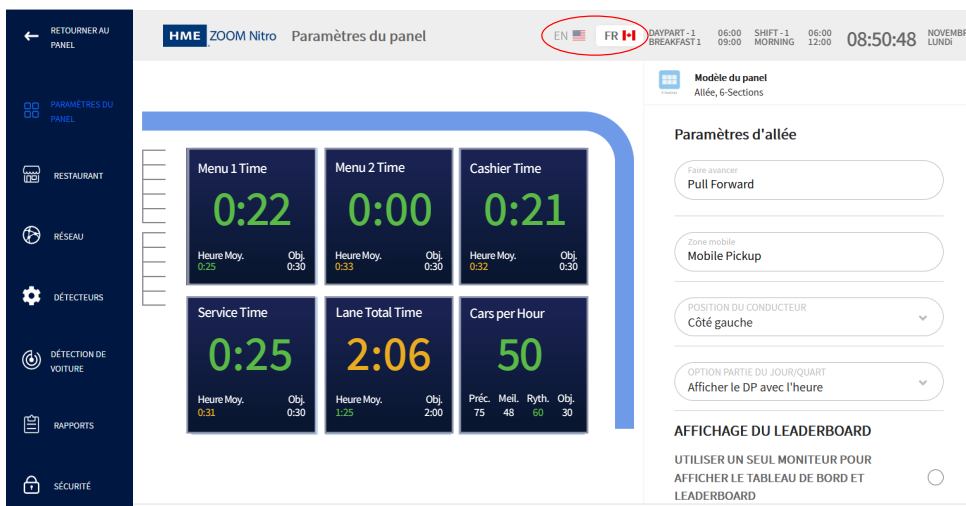 RETOURNER AU
PANEL
HME ZOOM Nitro Paramètres du panel
EN FR
DAYPART - 1 06:00 SHIFT - 1 06:00
BREAKFAST 1 09:00 MORNING 12:00
08:50:48
LUNDi
PARAMÈTRES DU
PANEL
RESTAURANT
RÉSEAU
DÉTECTEURS
DÉTECTION DE
VOITURE
RAPPORTS
SÉCURITÉ
Menu 1 Time
0:22
Heure Moy. Obj.
0:25 0:30
Menu 2 Time
0:00
Heure Moy. Obj.
0:33 0:30
Cashier Time
0:21
Heure Moy. Obj.
0:32 0:30
Service Time
0:25
Heure Moy. Obj.
0:31 0:30
Lane Total Time
2:06
Heure Moy. Obj.
1:25 2:00
Cars per Hour
50
Préc. Meil. Ryth. Obj.
75 48 60 30
Modèle du panel
Allée, 6-Sections
Paramètres d'allée
Faire avancer
Pull Forward
Zone mobile
Mobile Pickup
POSITION DU CONDUCTEUR
Côté gauche
OPTION PARTIE DU JOUR/QUART
Afficher le DP avec l'heure
AFFICHAGE DU LEADERBOARD
UTILISER UN SEUL MONITEUR POUR
AFFICHER LE TABLEAU DE BORD ET
LEADERBOARD